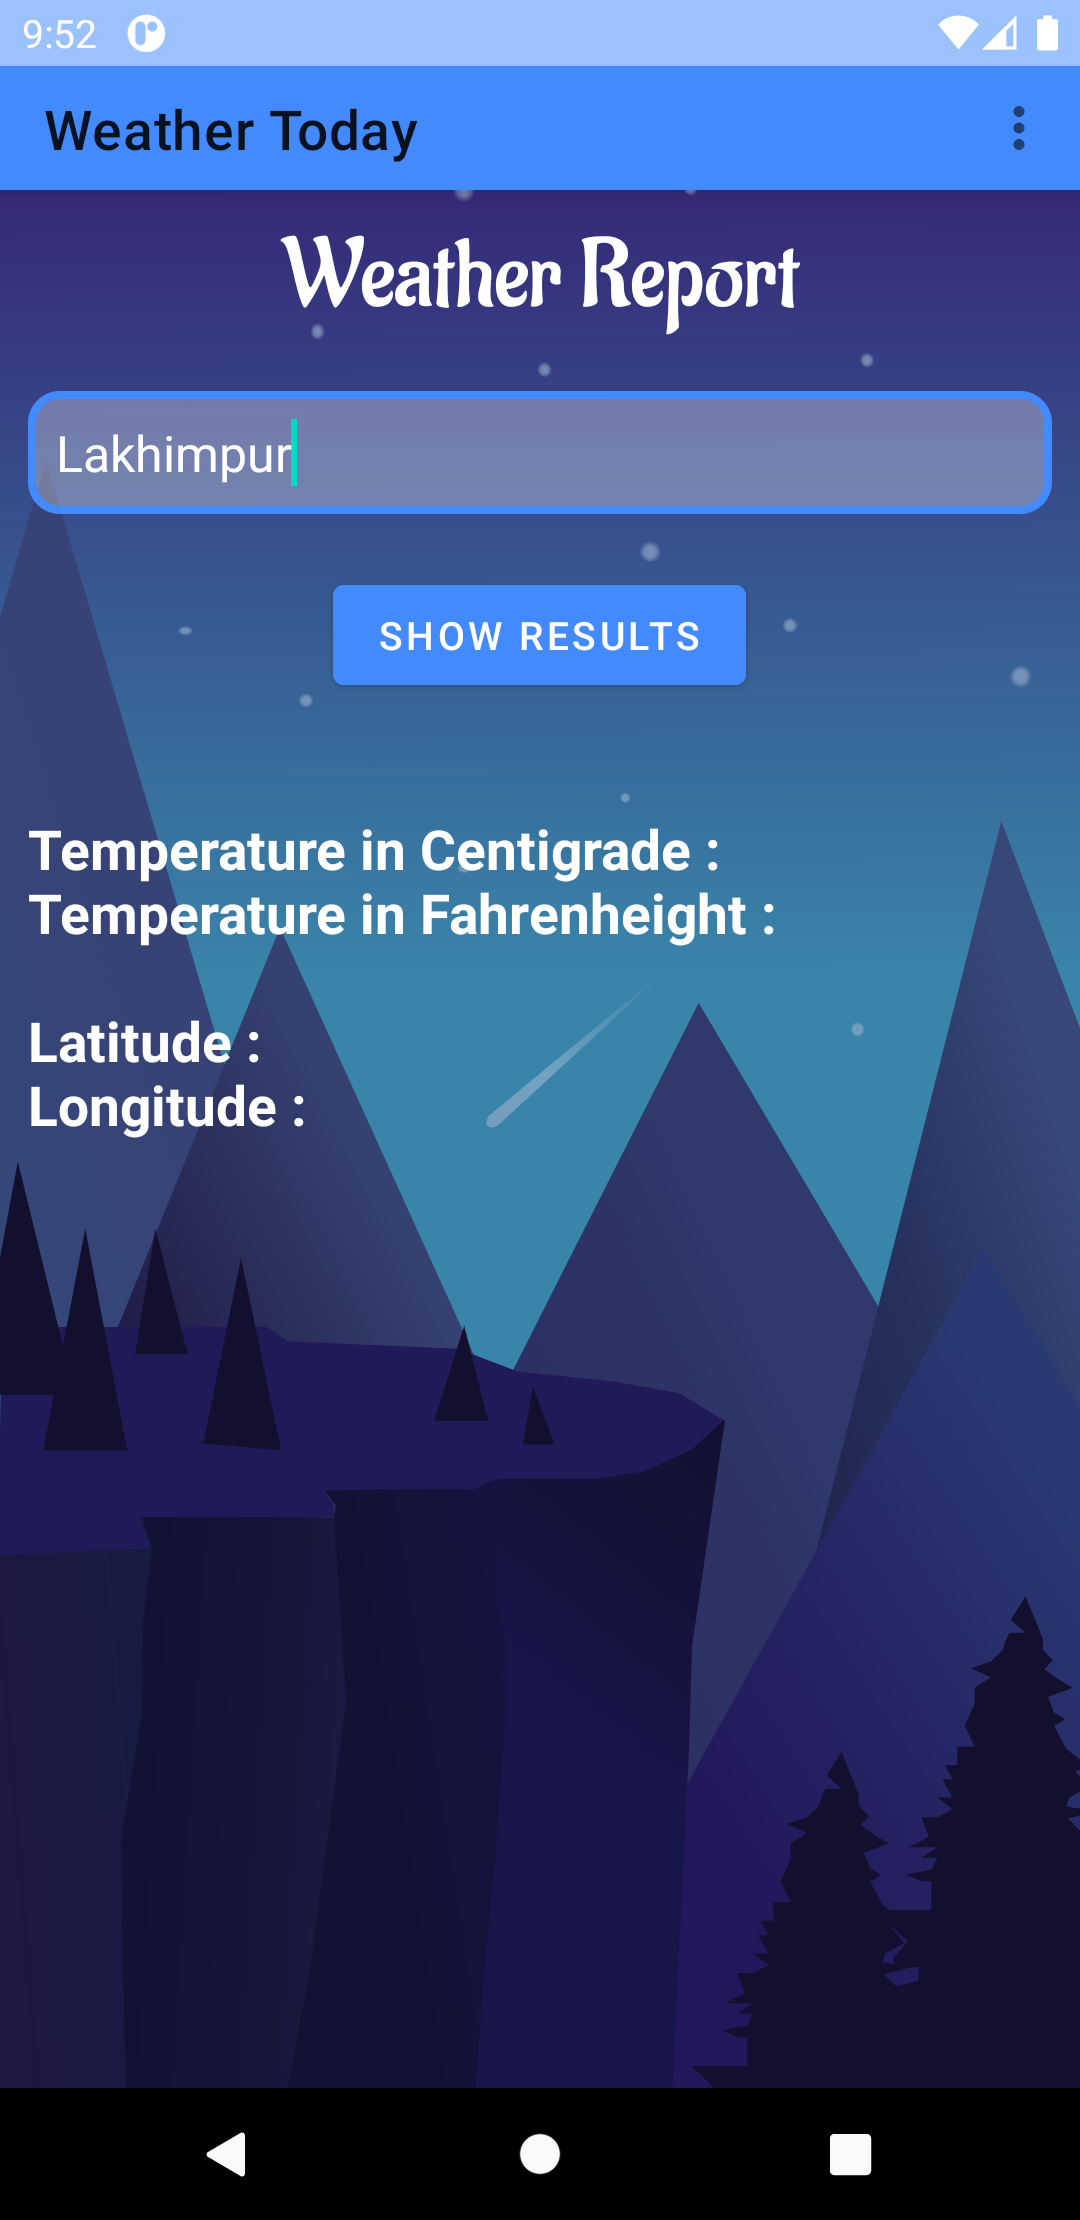 9:52
Weather Today
Weather Report
Lakhimpur
SHOW RESULTS
Temperature in Centigrade :
Temperature in Fahrenheight :
Latitude :
Longitude :